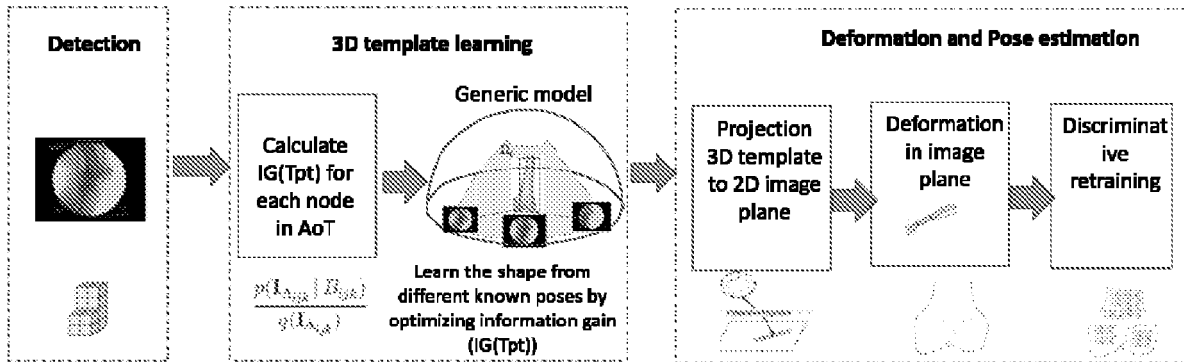 Detection
3D template learning
Deformation and Pose estimation
Generic model
Calculate
IG(Tpt) for
each node
in AoT
Learn the shape from
different known poses by
optimizing information gain
(IG(Tpt))
Projection
3D template
to 2D image
plane
Deformation
in image
plane
Discriminat
ive
retraining